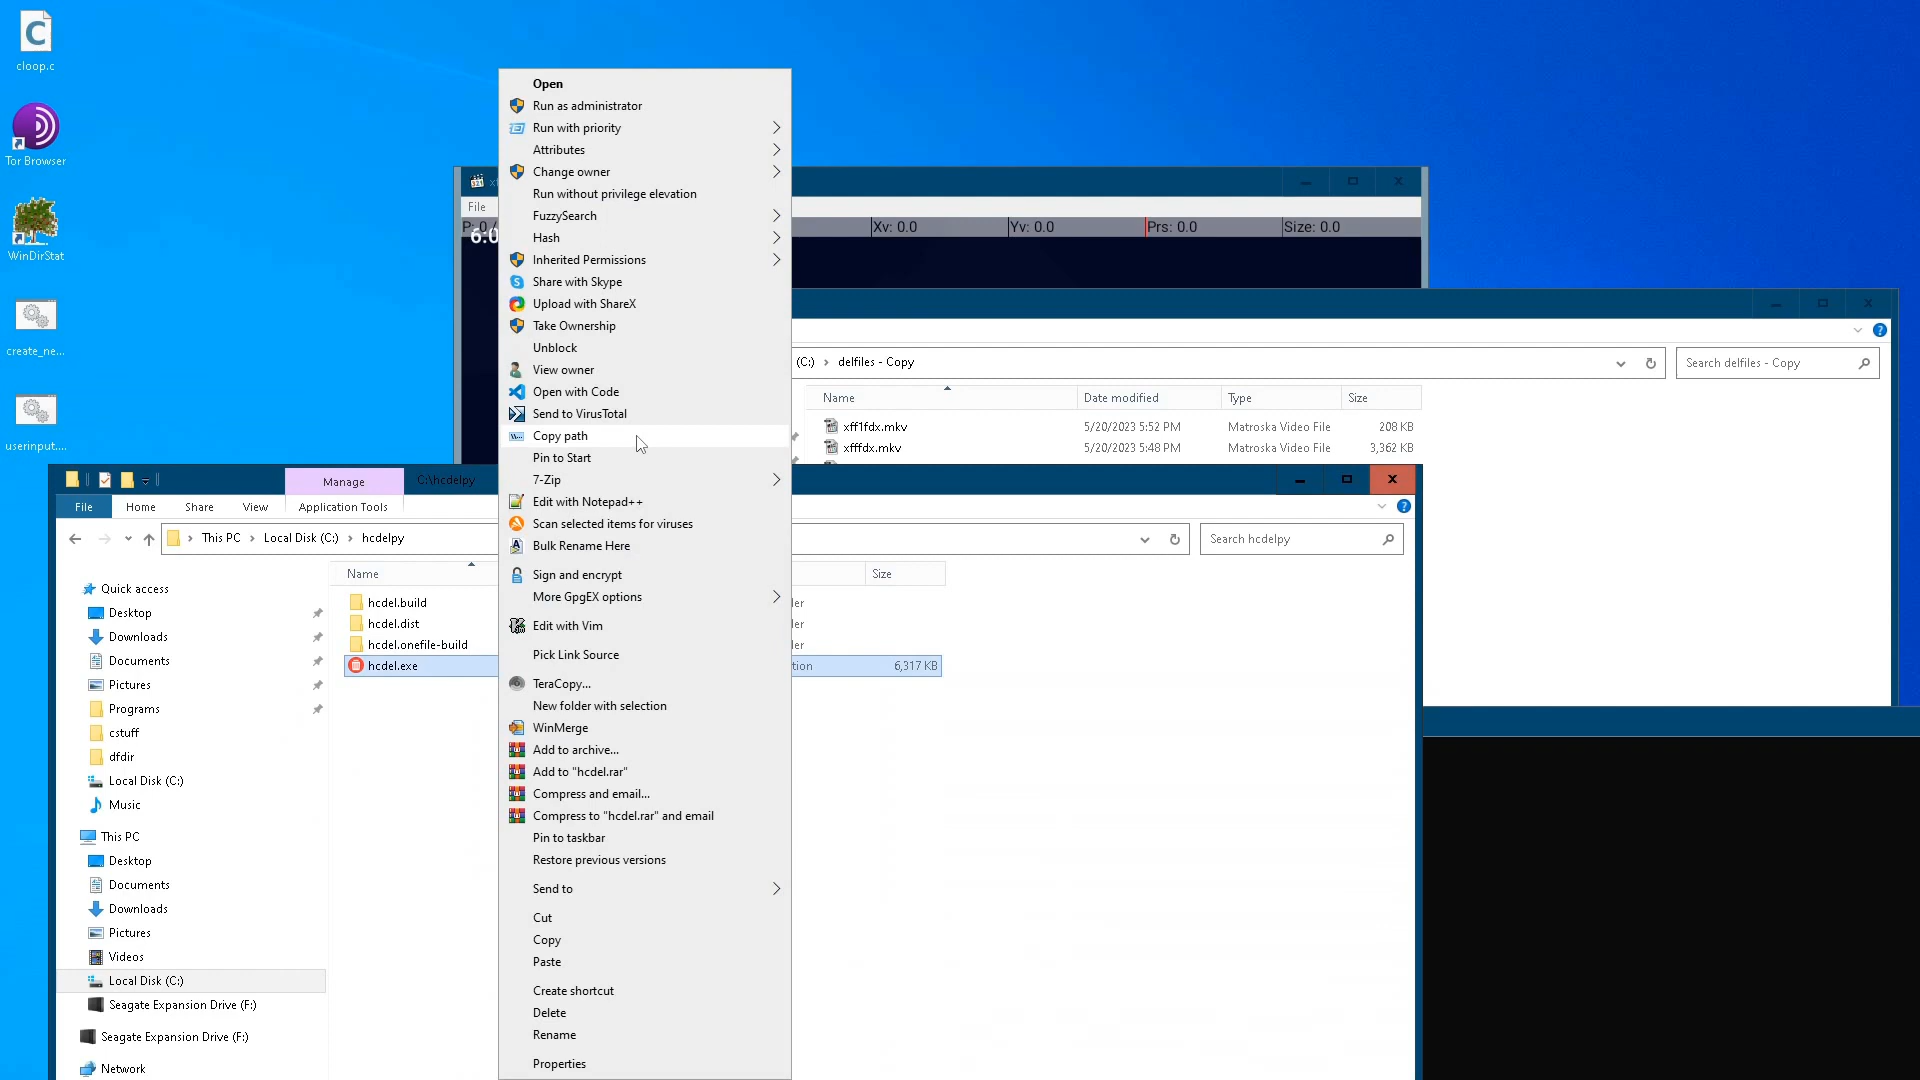 cloop.c
Tor Browser
WinDirStat
create_ne...
userinput....
File
6:0
Xv: 0.0
Yv: 0.0
Prs: 0.0
Size: 0.0
(C:) › delfiles - Copy
Search delfiles - Copy
Name
Date modified
Type
Size
xff1fdx.mkv
5/20/2023 5:52 PM
Matroska Video File
208 KB
xfffdx.mkv
5/20/2023 5:48 PM
Matroska Video File
3,362 KB
Manage
C:\hcdelpy
File
Home
Share
View
Application Tools
This PC › Local Disk (C:) › hcdelpy
Search hcdelpy
Quick access
Desktop
Downloads
Documents
Pictures
Programs
cstuff
dfdir
Local Disk (C:)
Music
This PC
Desktop
Documents
Downloads
Pictures
Videos
Local Disk (C:)
Seagate Expansion Drive (F:)
Seagate Expansion Drive (F:)
Network
Name
Size
hcdel.build
hcdel.dist
hcdel.onefile-build
hcdel.exe
6,317 KB
Open
Run as administrator
Run with priority
Attributes
Change owner
Run without privilege elevation
FuzzySearch
Hash
Inherited Permissions
Share with Skype
Upload with ShareX
Take Ownership
Unblock
View owner
Open with Code
Send to VirusTotal
Copy path
Pin to Start
7-Zip
Edit with Notepad++
Scan selected items for viruses
Bulk Rename Here
Sign and encrypt
More GpgEX options
Edit with Vim
Pick Link Source
TeraCopy...
New folder with selection
WinMerge
Add to archive...
Add to "hcdel.rar"
Compress and email...
Compress to "hcdel.rar" and email
Pin to taskbar
Restore previous versions
Send to
Cut
Copy
Paste
Create shortcut
Delete
Rename
Properties